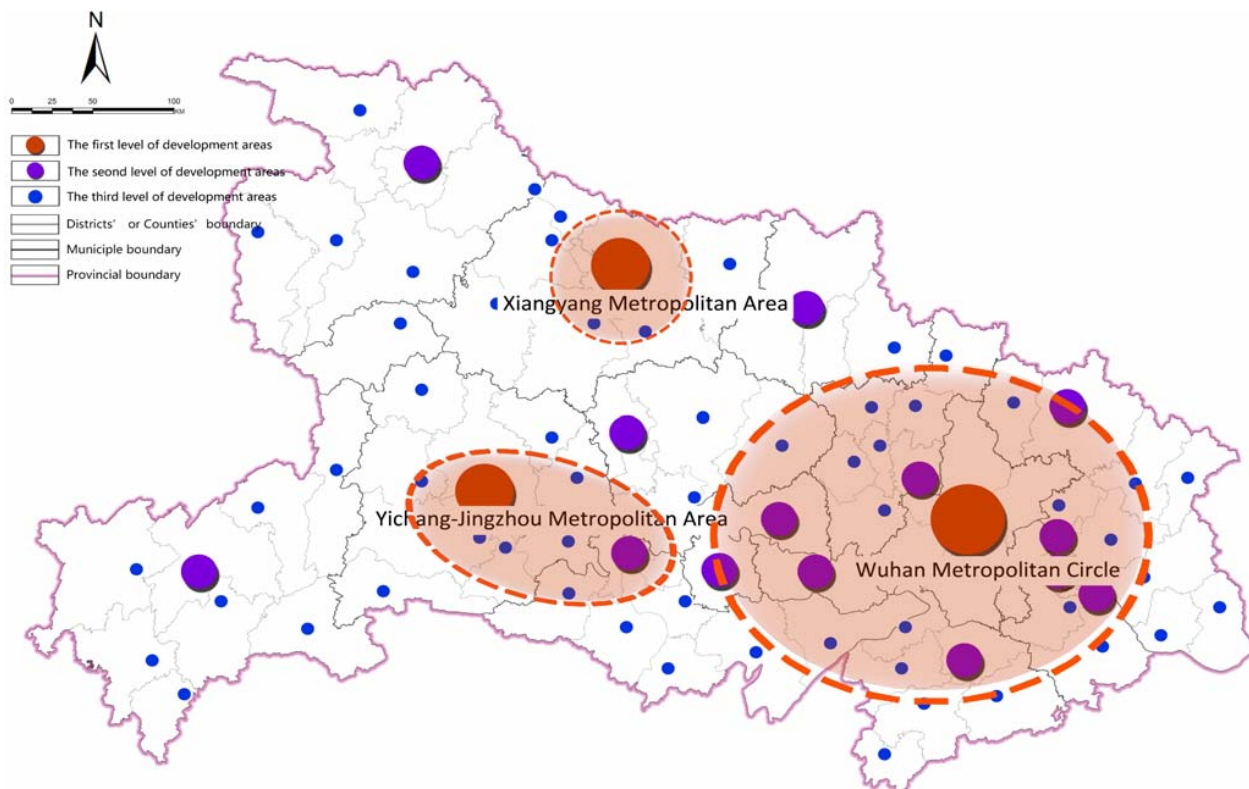 N
0 25 50 100
KM
The first level of development areas
The seond level of development areas
The third level of development areas
Districts' or Counties' boundary
Municiple boundary
Provincial boundary
Xiangyang Metropolitan Area
Yichang-Jingzhou Metropolitan Area
Wuhan Metropolitan Circle